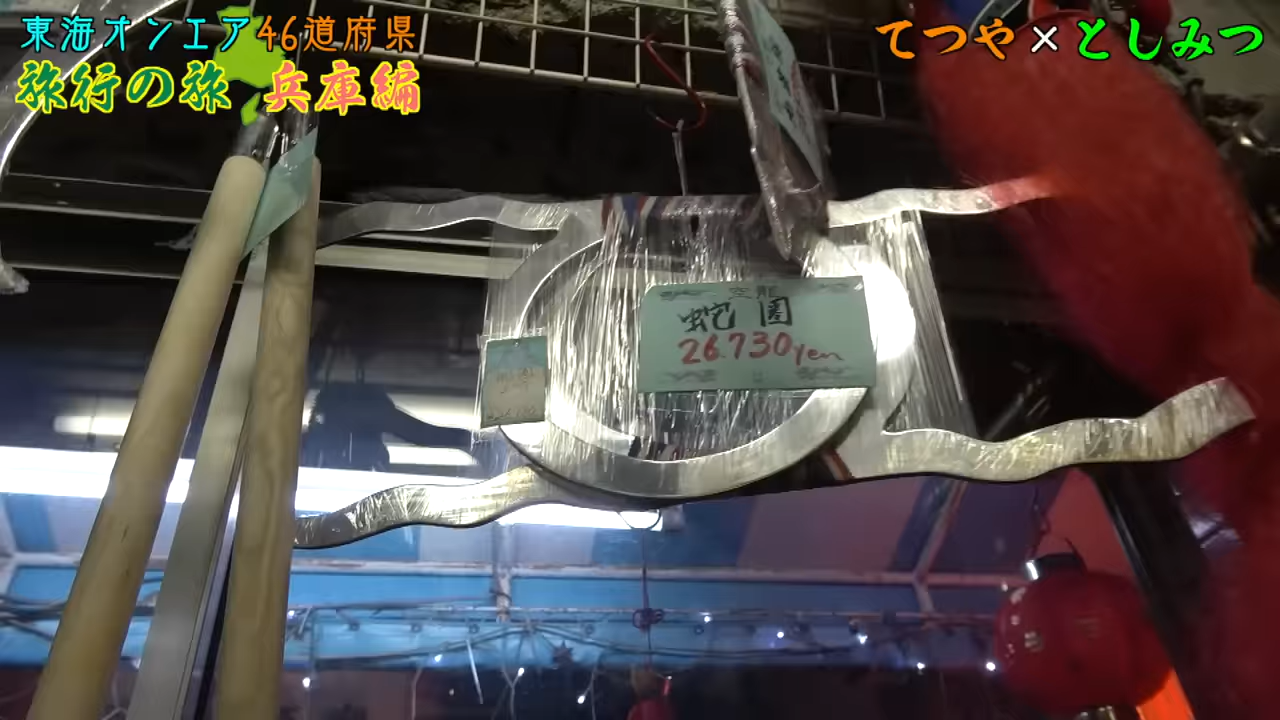 東海オンエア46道府県
旅行の旅 兵庫編
てつや×としみつ
蛇圏
26.730yen